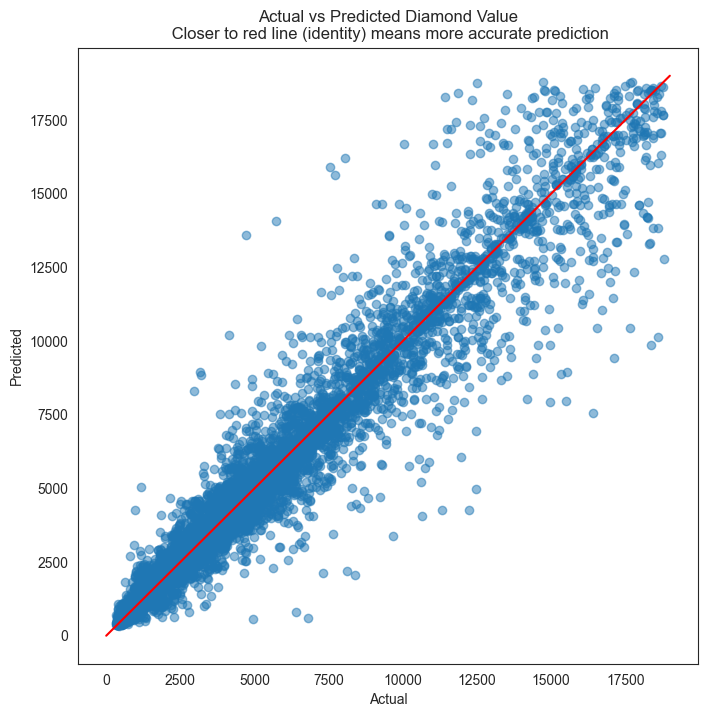 Actual vs Predicted Diamond Value
Closer to red line (identity) means more accurate prediction
17500
15000
12500
10000
7500
5000
2500
0
Predicted
0 2500 5000 7500 10000 12500 15000 17500
Actual